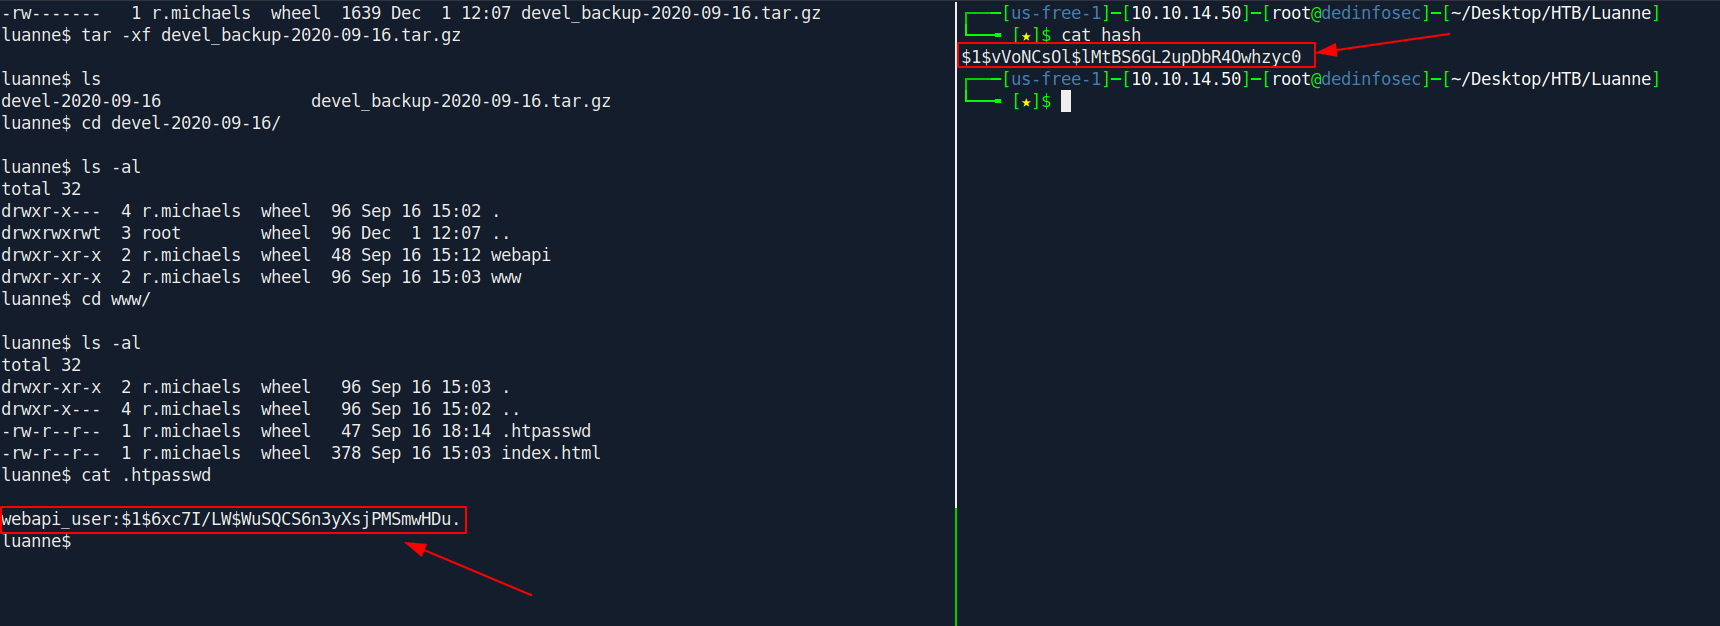 -rw-------   1 r.michaels  wheel  1639 Dec  1 12:07 devel_backup-2020-09-16.tar.gz
luanne$ tar -xf devel_backup-2020-09-16.tar.gz
luanne$ ls
devel-2020-09-16               devel_backup-2020-09-16.tar.gz
luanne$ cd devel-2020-09-16/
luanne$ ls -al
total 32
drwxr-x---  4 r.michaels  wheel  96 Sep 16 15:02 .
drwxrwxrwt  3 root        wheel  96 Dec  1 12:07 ..
drwxr-xr-x  2 r.michaels  wheel  48 Sep 16 15:12 webapi
drwxr-xr-x  2 r.michaels  wheel  96 Sep 16 15:03 www
luanne$ cd www/
luanne$ ls -al
total 32
drwxr-xr-x  2 r.michaels  wheel   96 Sep 16 15:03 .
drwxr-x---  4 r.michaels  wheel   96 Sep 16 15:02 ..
-rw-r--r--  1 r.michaels  wheel   47 Sep 16 18:14 .htpasswd
-rw-r--r--  1 r.michaels  wheel  378 Sep 16 15:03 index.html
luanne$ cat .htpasswd
webapi_user:$1$6xc7I/LW$WuSQCS6n3yXsjPMSmwHDu.
luanne$
┌──[us-free-1]─[10.10.14.50]─[root@dedinfosec]─[~/Desktop/HTB/Luanne]
└──╼ [★]$ cat hash
$1$vVoNCsOl$lMtBS6GL2upDbR4Owhzyc0
┌──[us-free-1]─[10.10.14.50]─[root@dedinfosec]─[~/Desktop/HTB/Luanne]
└──╼ [★]$